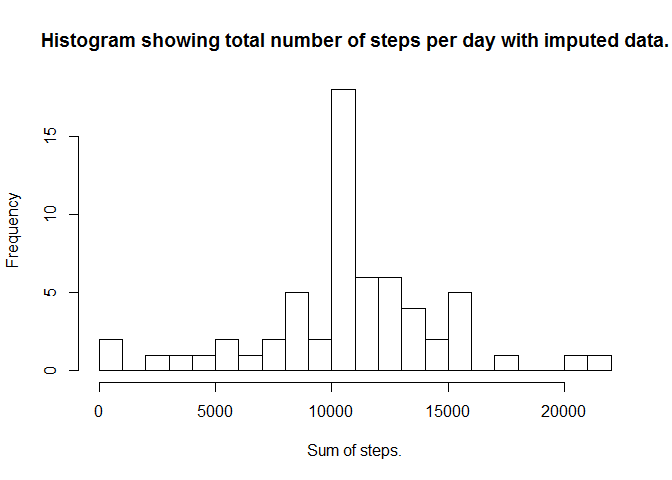 Histogram showing total number of steps per day with imputed data.
Frequency
15
10
5
0
0 5000 10000 15000 20000
Sum of steps.